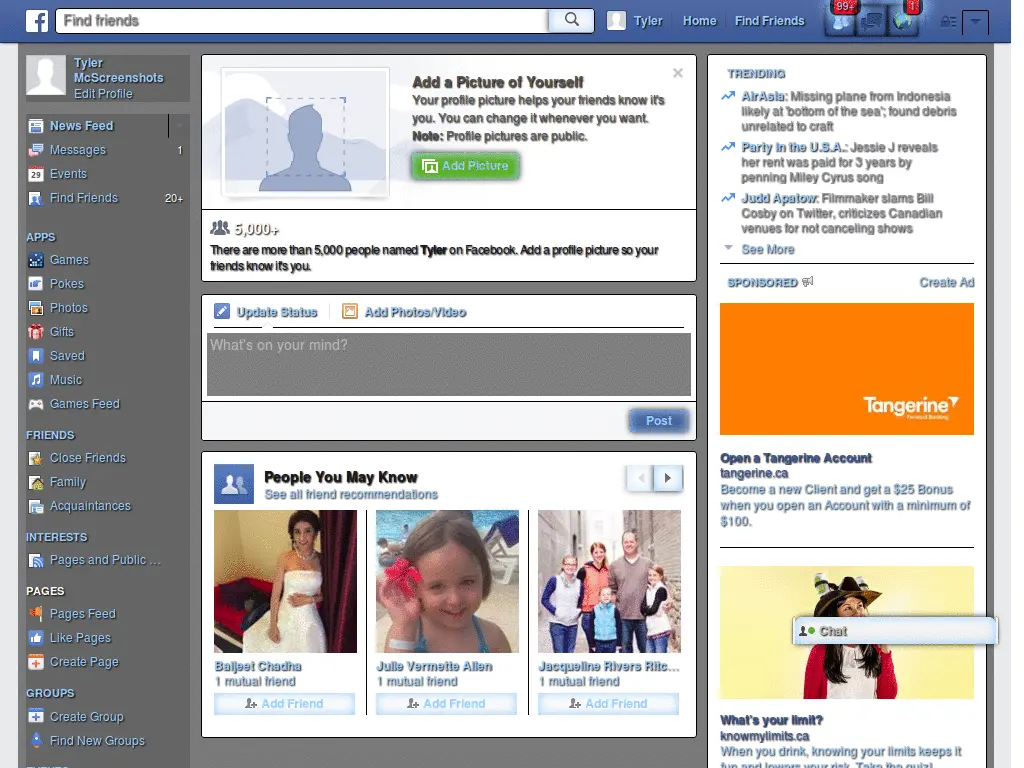 Find friends
Tyler
Home
Find Friends
99+
1
Tyler
McScreenshots
Edit Profile
News Feed
Messages
1
Events
29
Find Friends
20+
APPS
Games
Pokes
Photos
Gifts
Saved
Music
Games Feed
FRIENDS
Close Friends
Family
Acquaintances
INTERESTS
Pages and Public ...
PAGES
Pages Feed
Like Pages
Create Page
GROUPS
Create Group
Find New Groups
Add a Picture of Yourself
Your profile picture helps your friends know it's
you. You can change it whenever you want.
Note: Profile pictures are public.
Add Picture
5,000+
There are more than 5,000 people named Tyler on Facebook. Add a profile picture so your
friends know it's you.
Update Status
Add Photos/Video
What's on your mind?
Post
People You May Know
See all friend recommendations
Baljeet Chadha
1 mutual friend
Add Friend
Julie Vermette Allen
1 mutual friend
Add Friend
Jacqueline Rivers Ritc...
1 mutual friend
Add Friend
TRENDING
AirAsia: Missing plane from Indonesia
likely at 'bottom of the sea'; found debris
unrelated to craft
Party In the U.S.A.: Jessie J reveals
her rent was paid for 3 years by
penning Miley Cyrus song
Judd Apatow: Filmmaker slams Bill
Cosby on Twitter, criticizes Canadian
venues for not canceling shows
See More
SPONSORED
Create Ad
Tangerine
Forward Banking
Open a Tangerine Account
tangerine.ca
Become a new Client and get a $25 Bonus
when you open an Account with a minimum of
$100.
Chat
What's your limit?
knowmylimits.ca
When you drink, knowing your limits keeps it
fun and lowers your risk. Take the quiz!